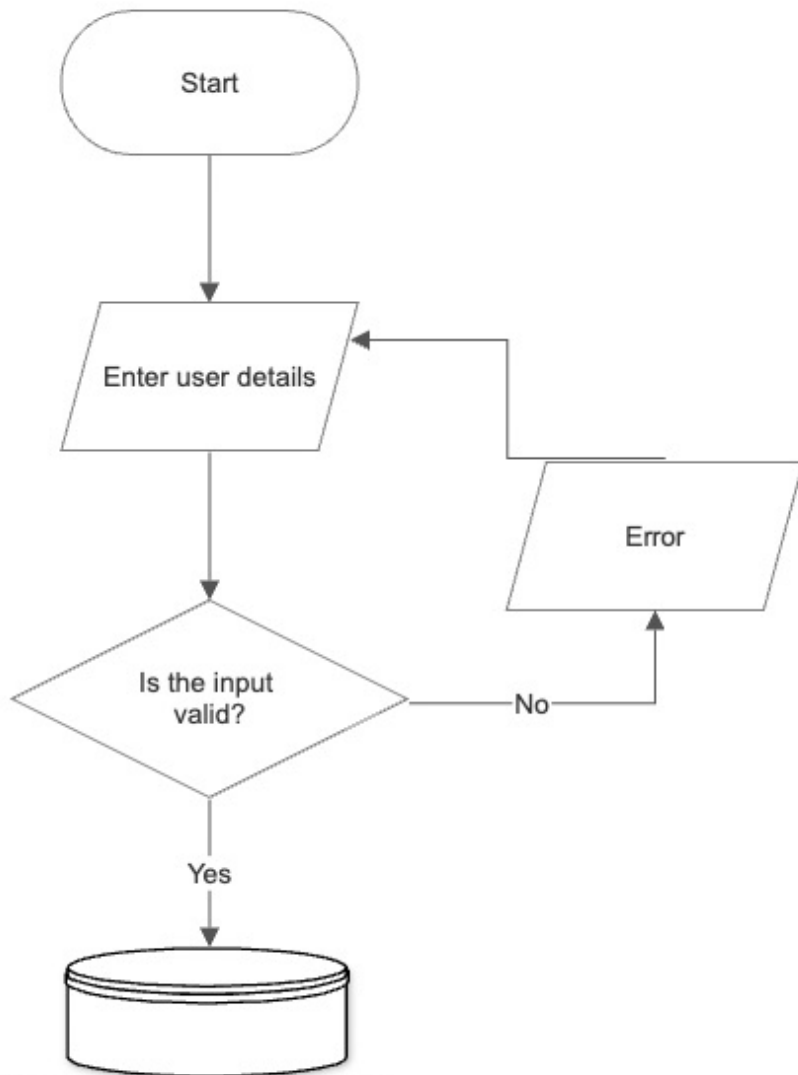 Start
Enter user details
Error
Is the input
valid?
No
Yes